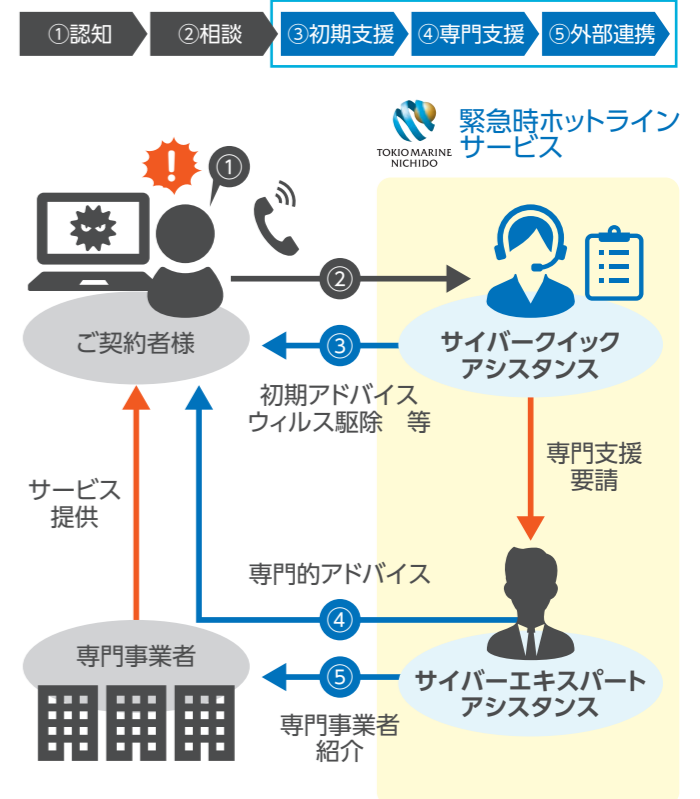 ①認知
②相談
③初期支援
④専門支援
⑤外部連携
TOKIO MARINE
NICHIDO
緊急時ホットライン
サービス
!
①
②
ご契約者様
③
サイバークイック
アシスタンス
初期アドバイス
ウィルス駆除　等
専門支援
要請
サービス
提供
専門的アドバイス
④
専門事業者
⑤
サイバーエキスパート
アシスタンス
専門事業者
紹介